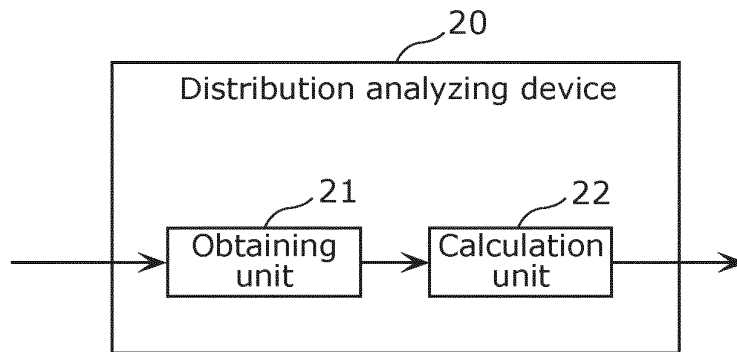 20
Distribution analyzing device
21
22
Obtaining
unit
Calculation
unit